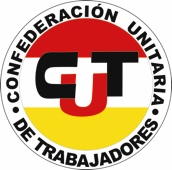 CONFEDERACIÓN UNITARIA
CUT
DE TRABAJADORES